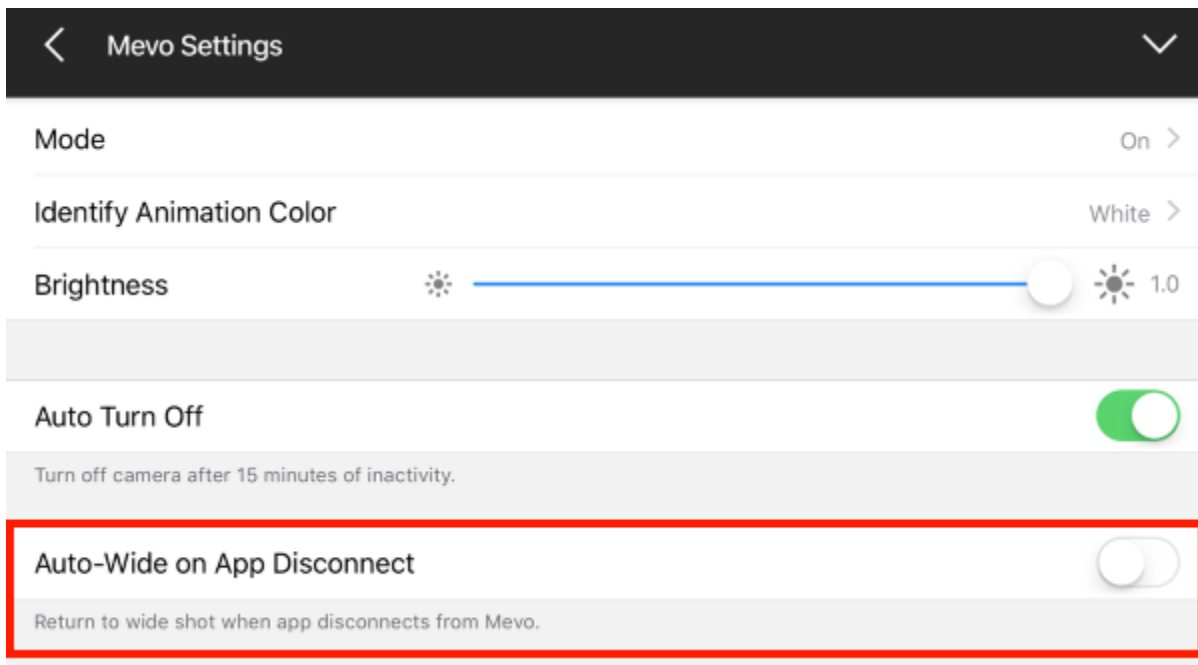 Mevo Settings
Mode On
Identify Animation Color White
Brightness 1.0
Auto Turn Off
Turn off camera after 15 minutes of inactivity.
Auto-Wide on App Disconnect
Return to wide shot when app disconnects from Mevo.